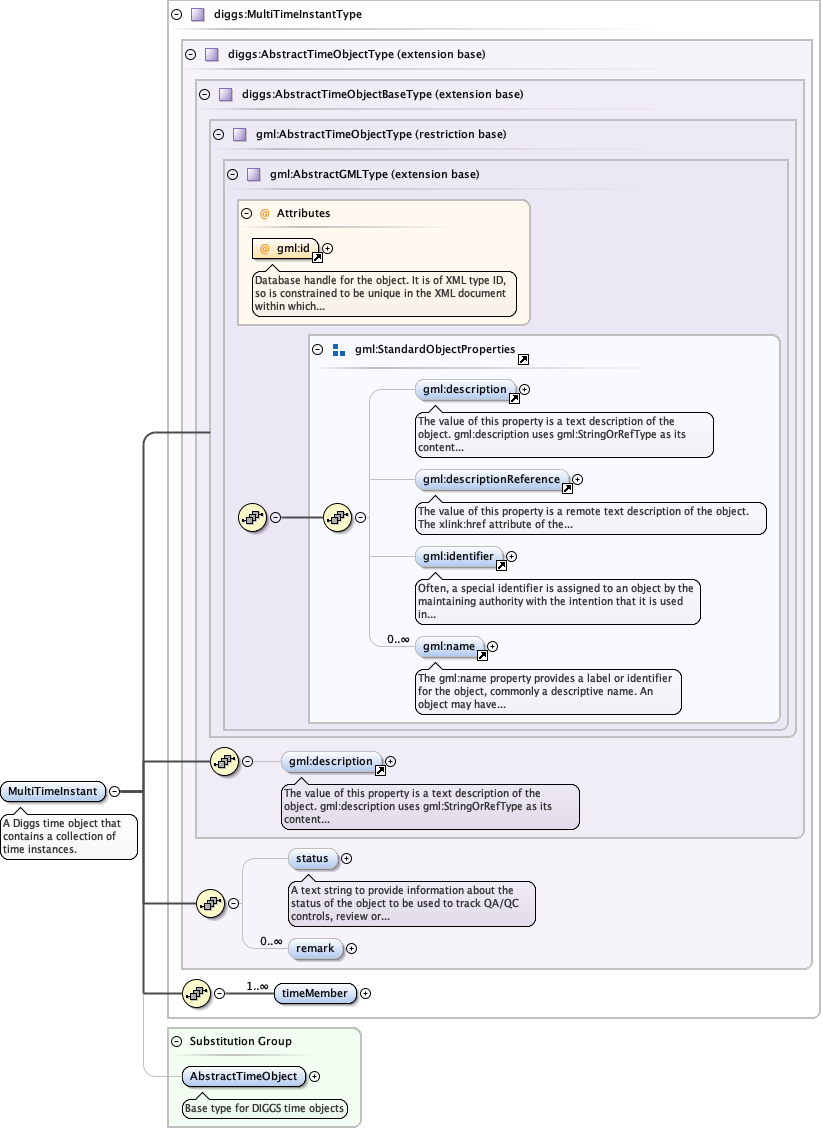 diggs:MultiTimeInstantType
diggs:AbstractTimeObjectType (extension base)
diggs:AbstractTimeObjectBaseType (extension base)
gml:AbstractTimeObjectType (restriction base)
gml:AbstractGMLType (extension base)
@ Attributes
@ gml:id
Database handle for the object. It is of XML type ID,
so is constrained to be unique in the XML document
within which...
gml:StandardObjectProperties
gml:description
The value of this property is a text description of the
object. gml:description uses gml:StringOrRefType as its
content...
gml:descriptionReference
The value of this property is a remote text description of the object.
The xlink:href attribute of the...
gml:identifier
Often, a special identifier is assigned to an object by the
maintaining authority with the intention that it is used
in...
0..∞
gml:name
The gml:name property provides a label or identifier
for the object, commonly a descriptive name. An
object may have...
gml:description
The value of this property is a text description of the
object. gml:description uses gml:StringOrRefType as its
content...
MultiTimeInstant
A Diggs time object that
contains a collection of
time instances.
status
A text string to provide information about the
status of the object to be used to track QA/QC
controls, review or...
0..∞
remark
1..∞
timeMember
Substitution Group
AbstractTimeObject
Base type for DIGGS time objects